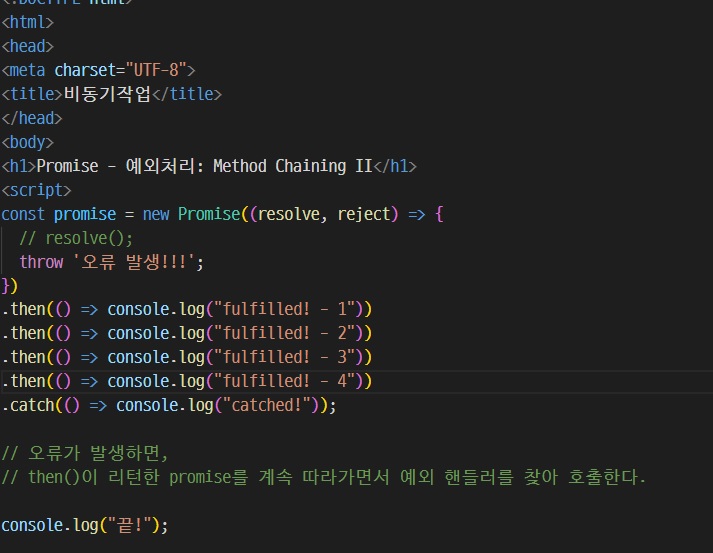 <html>
<head>
<meta charset="UTF-8">
<title>비동기작업</title>
</head>
<body>
<h1>Promise - 예외처리: Method Chaining II</h1>
<script>
const promise = new Promise((resolve, reject) => {
  // resolve();
  throw '오류 발생!!!';
})
.then(() => console.log("fulfilled! - 1"))
.then(() => console.log("fulfilled! - 2"))
.then(() => console.log("fulfilled! - 3"))
.then(() => console.log("fulfilled! - 4"))
.catch(() => console.log("catched!"));

// 오류가 발생하면,
// then()이 리턴한 promise를 계속 따라가면서 예외 핸들러를 찾아 호출한다.

console.log("끝!");